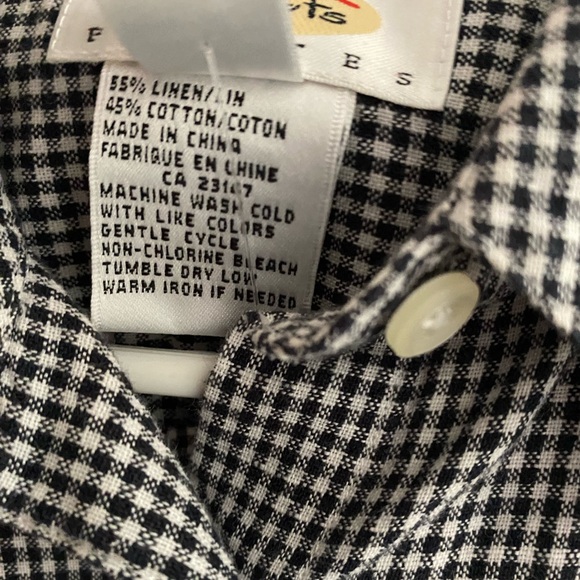 ts
P T E S
55% LINEN/LIN
45% COTTON/COTON
MADE IN CHINA
FABRIQUE EN CHINE
CA 23147
MACHINE WASH COLD
WITH LIKE COLORS
GENTLE CYCLE
NON-CHLORINE BLEACH
TUMBLE DRY LOW
WARM IRON IF NEEDED